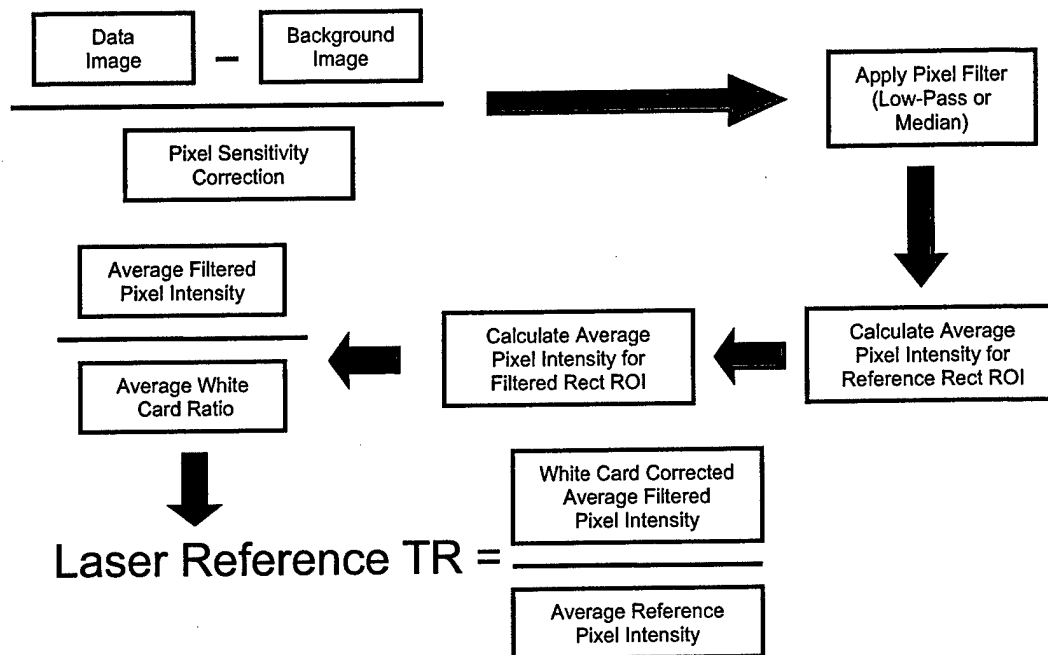 Data
Image
–
Background
Image
Pixel Sensitivity
Correction
Apply Pixel Filter
(Low-Pass or
Median)
Calculate Average
Pixel Intensity for
Reference Rect ROI
Calculate Average
Pixel Intensity for
Filtered Rect ROI
Average Filtered
Pixel Intensity
Average White
Card Ratio
Laser Reference TR =
White Card Corrected
Average Filtered
Pixel Intensity
Average Reference
Pixel Intensity